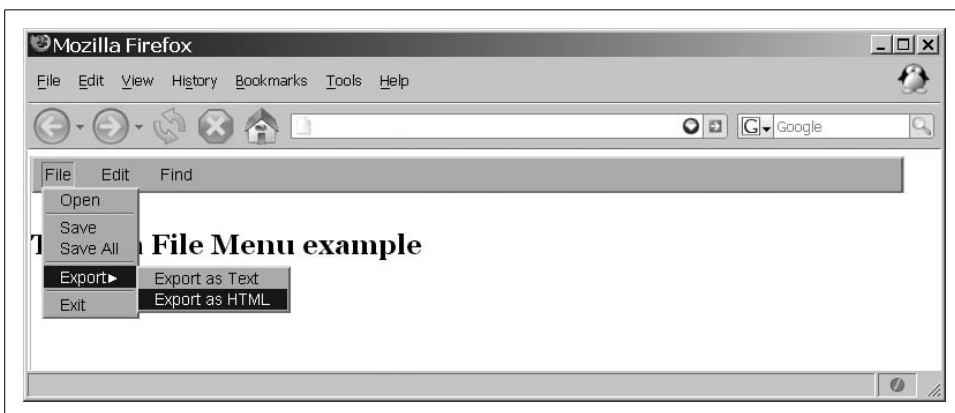 Mozilla Firefox
File Edit View History Bookmarks Tools Help
G Google
File Edit Find
Open
Save
Save All
Export►
Exit
Export as Text
Export as HTML
File Menu example